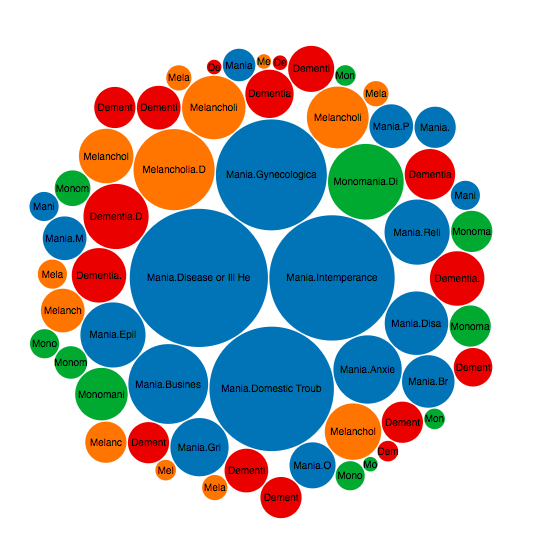 De
Mania
Me
De
Dementi
Mon
Mela
Dementia
Mela
Dement
Dementi
Melancholi
Melancholi
Mania.P
Mania.
Melanchol
Melancholia.D
Mania.Gynecologica
Monomania.Di
Dementia
Monom
Mani
Mani
Dementia.D
Mania.M
Mania.Reli
Monoma
Mela
Dementia.
Mania.Disease or Ill He
Mania.Intemperance
Dementia.
Melanch
Mania.Epil
Mania.Disa
Monoma
Mono
Monom
Mania.Busines
Mania.Domestic Troub
Mania.Anxie
Mania.Br
Dement
Monomani
Melanc
Dement
Mania.Gri
Melanchol
Dement
Mon
Mel
Dementi
Mania.O
Mono
Mo
Dem
Mela
Dement